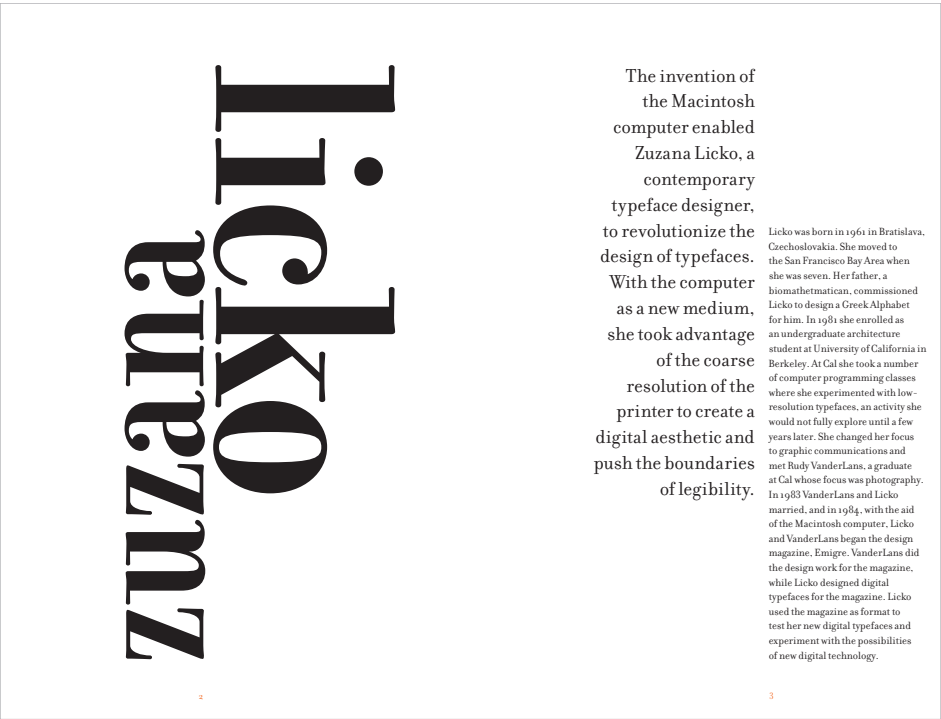 zuzana
licko
The invention of
the Macintosh
computer enabled
Zuzana Licko, a
contemporary
typeface designer,
to revolutionize the
design of typefaces.
With the computer
as a new medium,
she took advantage
of the coarse
resolution of the
printer to create a
digital aesthetic and
push the boundaries
of legibility.
Licko was born in 1961 in Bratislava,
Czechoslovakia. She moved to
the San Francisco Bay Area when
she was seven. Her father, a
biomathetmatican, commissioned
Licko to design a Greek Alphabet
for him. In 1981 she enrolled as
an undergraduate architecture
student at University of California in
Berkeley. At Cal she took a number
of computer programming classes
where she experimented with low-
resolution typefaces, an activity she
would not fully explore until a few
years later. She changed her focus
to graphic communications and
met Rudy VanderLans, a graduate
at Cal whose focus was photography.
In 1983 VanderLans and Licko
married, and in 1984, with the aid
of the Macintosh computer, Licko
and VanderLans began the design
magazine, Emigre. VanderLans did
the design work for the magazine,
while Licko designed digital
typefaces for the magazine. Licko
used the magazine as format to
test her new digital typefaces and
experiment with the possibilities
of new digital technology.
2
3